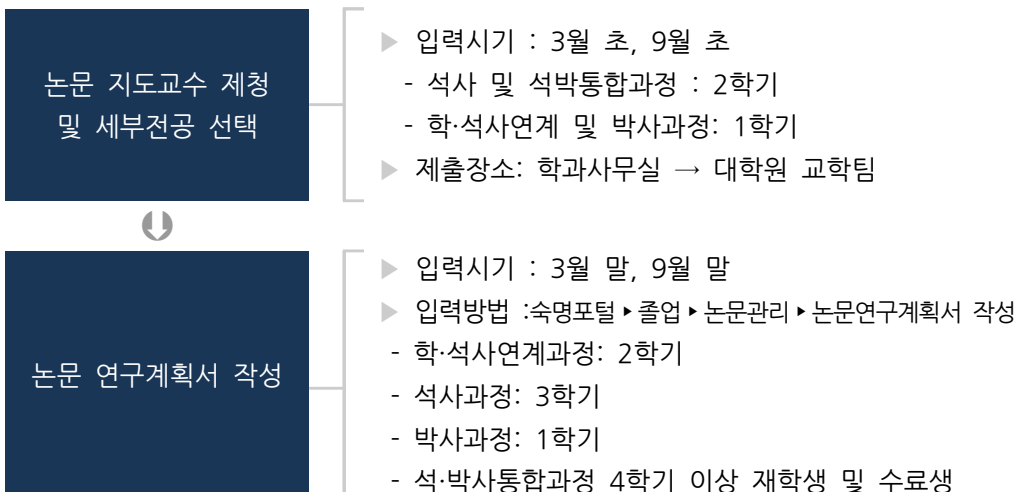 논문 지도교수 제청
및 세부전공 선택
▶ 입력시기 : 3월 초, 9월 초
- 석사 및 석박통합과정 : 2학기
- 학·석사연계 및 박사과정: 1학기
▶ 제출장소: 학과사무실 → 대학원 교학팀
논문 연구계획서 작성
▶ 입력시기 : 3월 말, 9월 말
▶ 입력방법 :숙명포털 ▸ 졸업 ▸ 논문관리 ▸ 논문연구계획서 작성
- 학·석사연계과정: 2학기
- 석사과정: 3학기
- 박사과정: 1학기
- 석·박사통합과정 4학기 이상 재학생 및 수료생